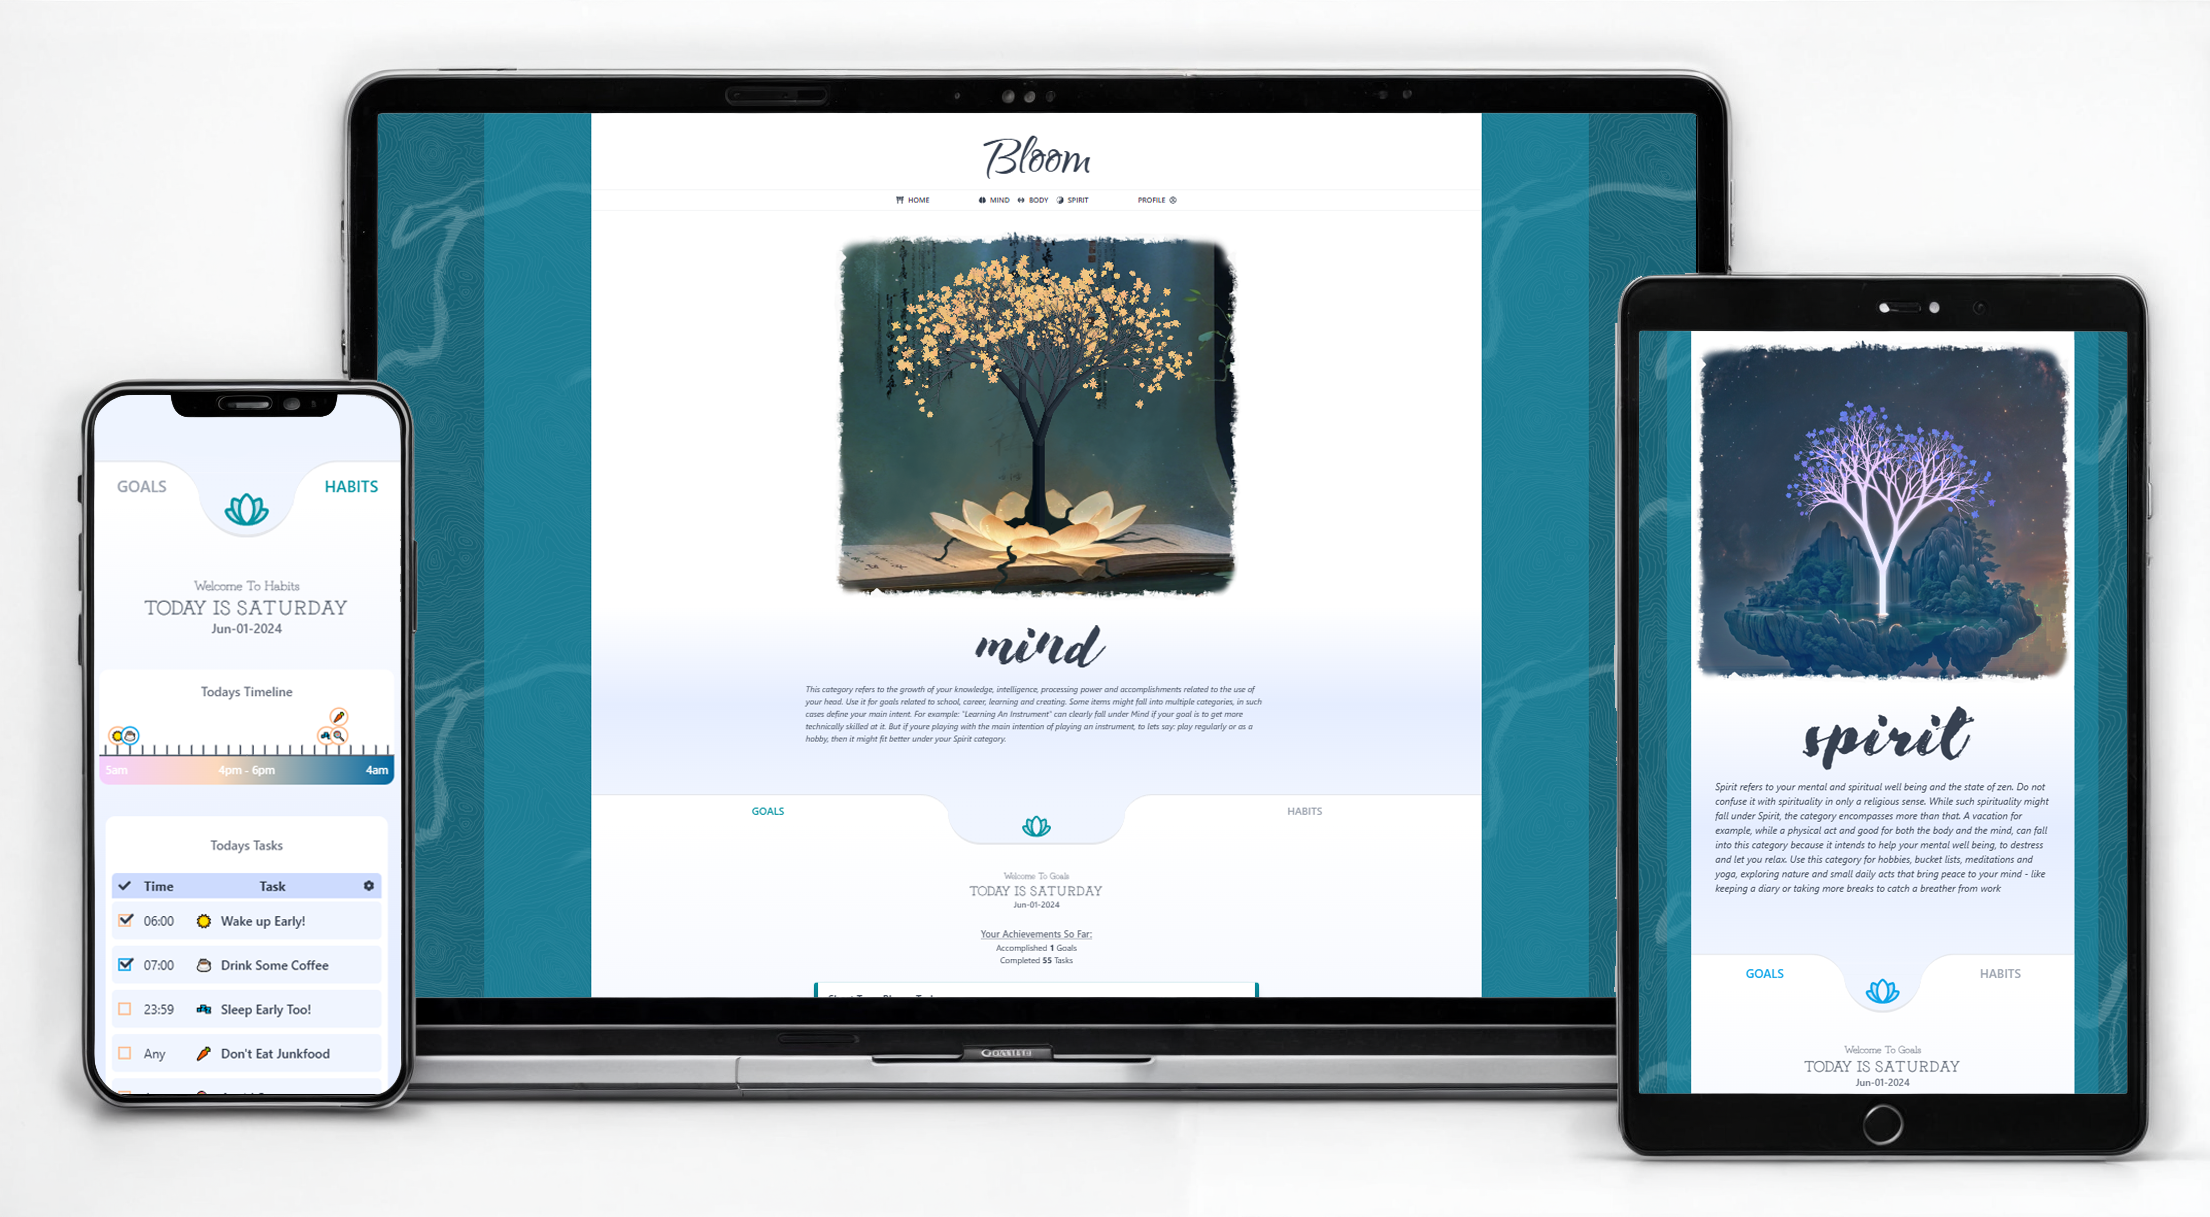 Bloom
HOME MIND BODY SPIRIT PROFILE
mind
This category refers to the growth of your knowledge, intelligence, processing power and accomplishments related to the use of
your head. Use it for goals related to school, career, learning and creating. Some items might fall into multiple categories, in such
cases define your main intent. For example: "Learning An Instrument" can clearly fall under Mind if your goal is to get more
technically skilled at it. But if youre playing with the main intention of playing an instrument, to lets say: play regularly or as a
hobby, then it might fit better under your Spirit category.
GOALS HABITS
Welcome To Goals
TODAY IS SATURDAY
Jun-01-2024
Your Achievements So Far:
Accomplished 1 Goals
Completed 55 Tasks
GOALS HABITS
Welcome To Habits
TODAY IS SATURDAY
Jun-01-2024
Todays Timeline
5am 4pm - 6pm 4am
Todays Tasks
Time Task
06:00 Wake up Early!
07:00 Drink Some Coffee
23:59 Sleep Early Too!
Any Don't Eat Junkfood
spirit
Spirit refers to your mental and spiritual well being and the state of zen. Do not
confuse it with spirituality in only a religious sense. While such spirituality might
fall under Spirit, the category encompasses more than that. A vacation for
example, while a physical act and good for both the body and the mind, can fall
into this category because it intends to help your mental well being, to destress
and let you relax. Use this category for hobbies, bucket lists, meditations and
yoga, exploring nature and small daily acts that bring peace to your mind - like
keeping a diary or taking more breaks to catch a breather from work
GOALS HABITS
Welcome To Goals
TODAY IS SATURDAY
Jun-01-2024